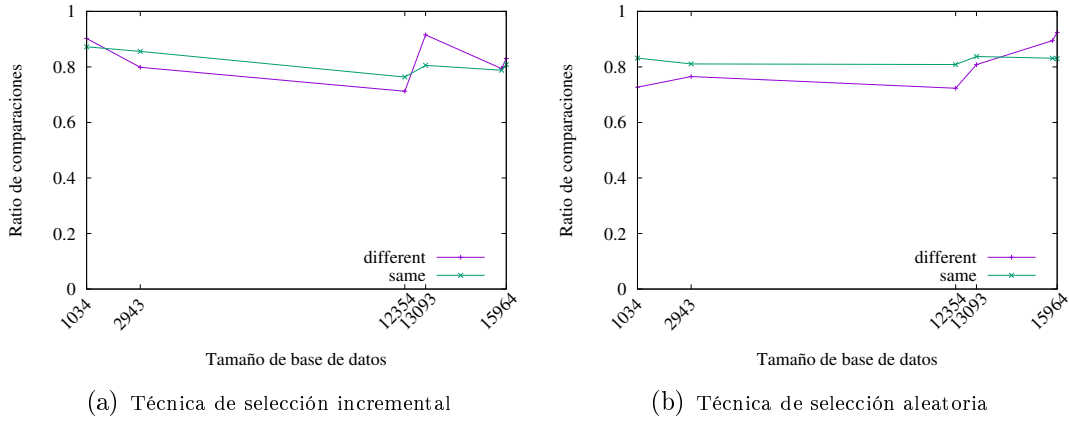 1
0.8
0.6
0.4
0.2
0
Ratio de comparaciones
different
same
1034
2943
12354
13093
15964
Tamaño de base de datos
(a) Técnica de selección incremental
1
0.8
0.6
0.4
0.2
0
Ratio de comparaciones
different
same
1034
2943
12354
13093
15964
Tamaño de base de datos
(b) Técnica de selección aleatoria